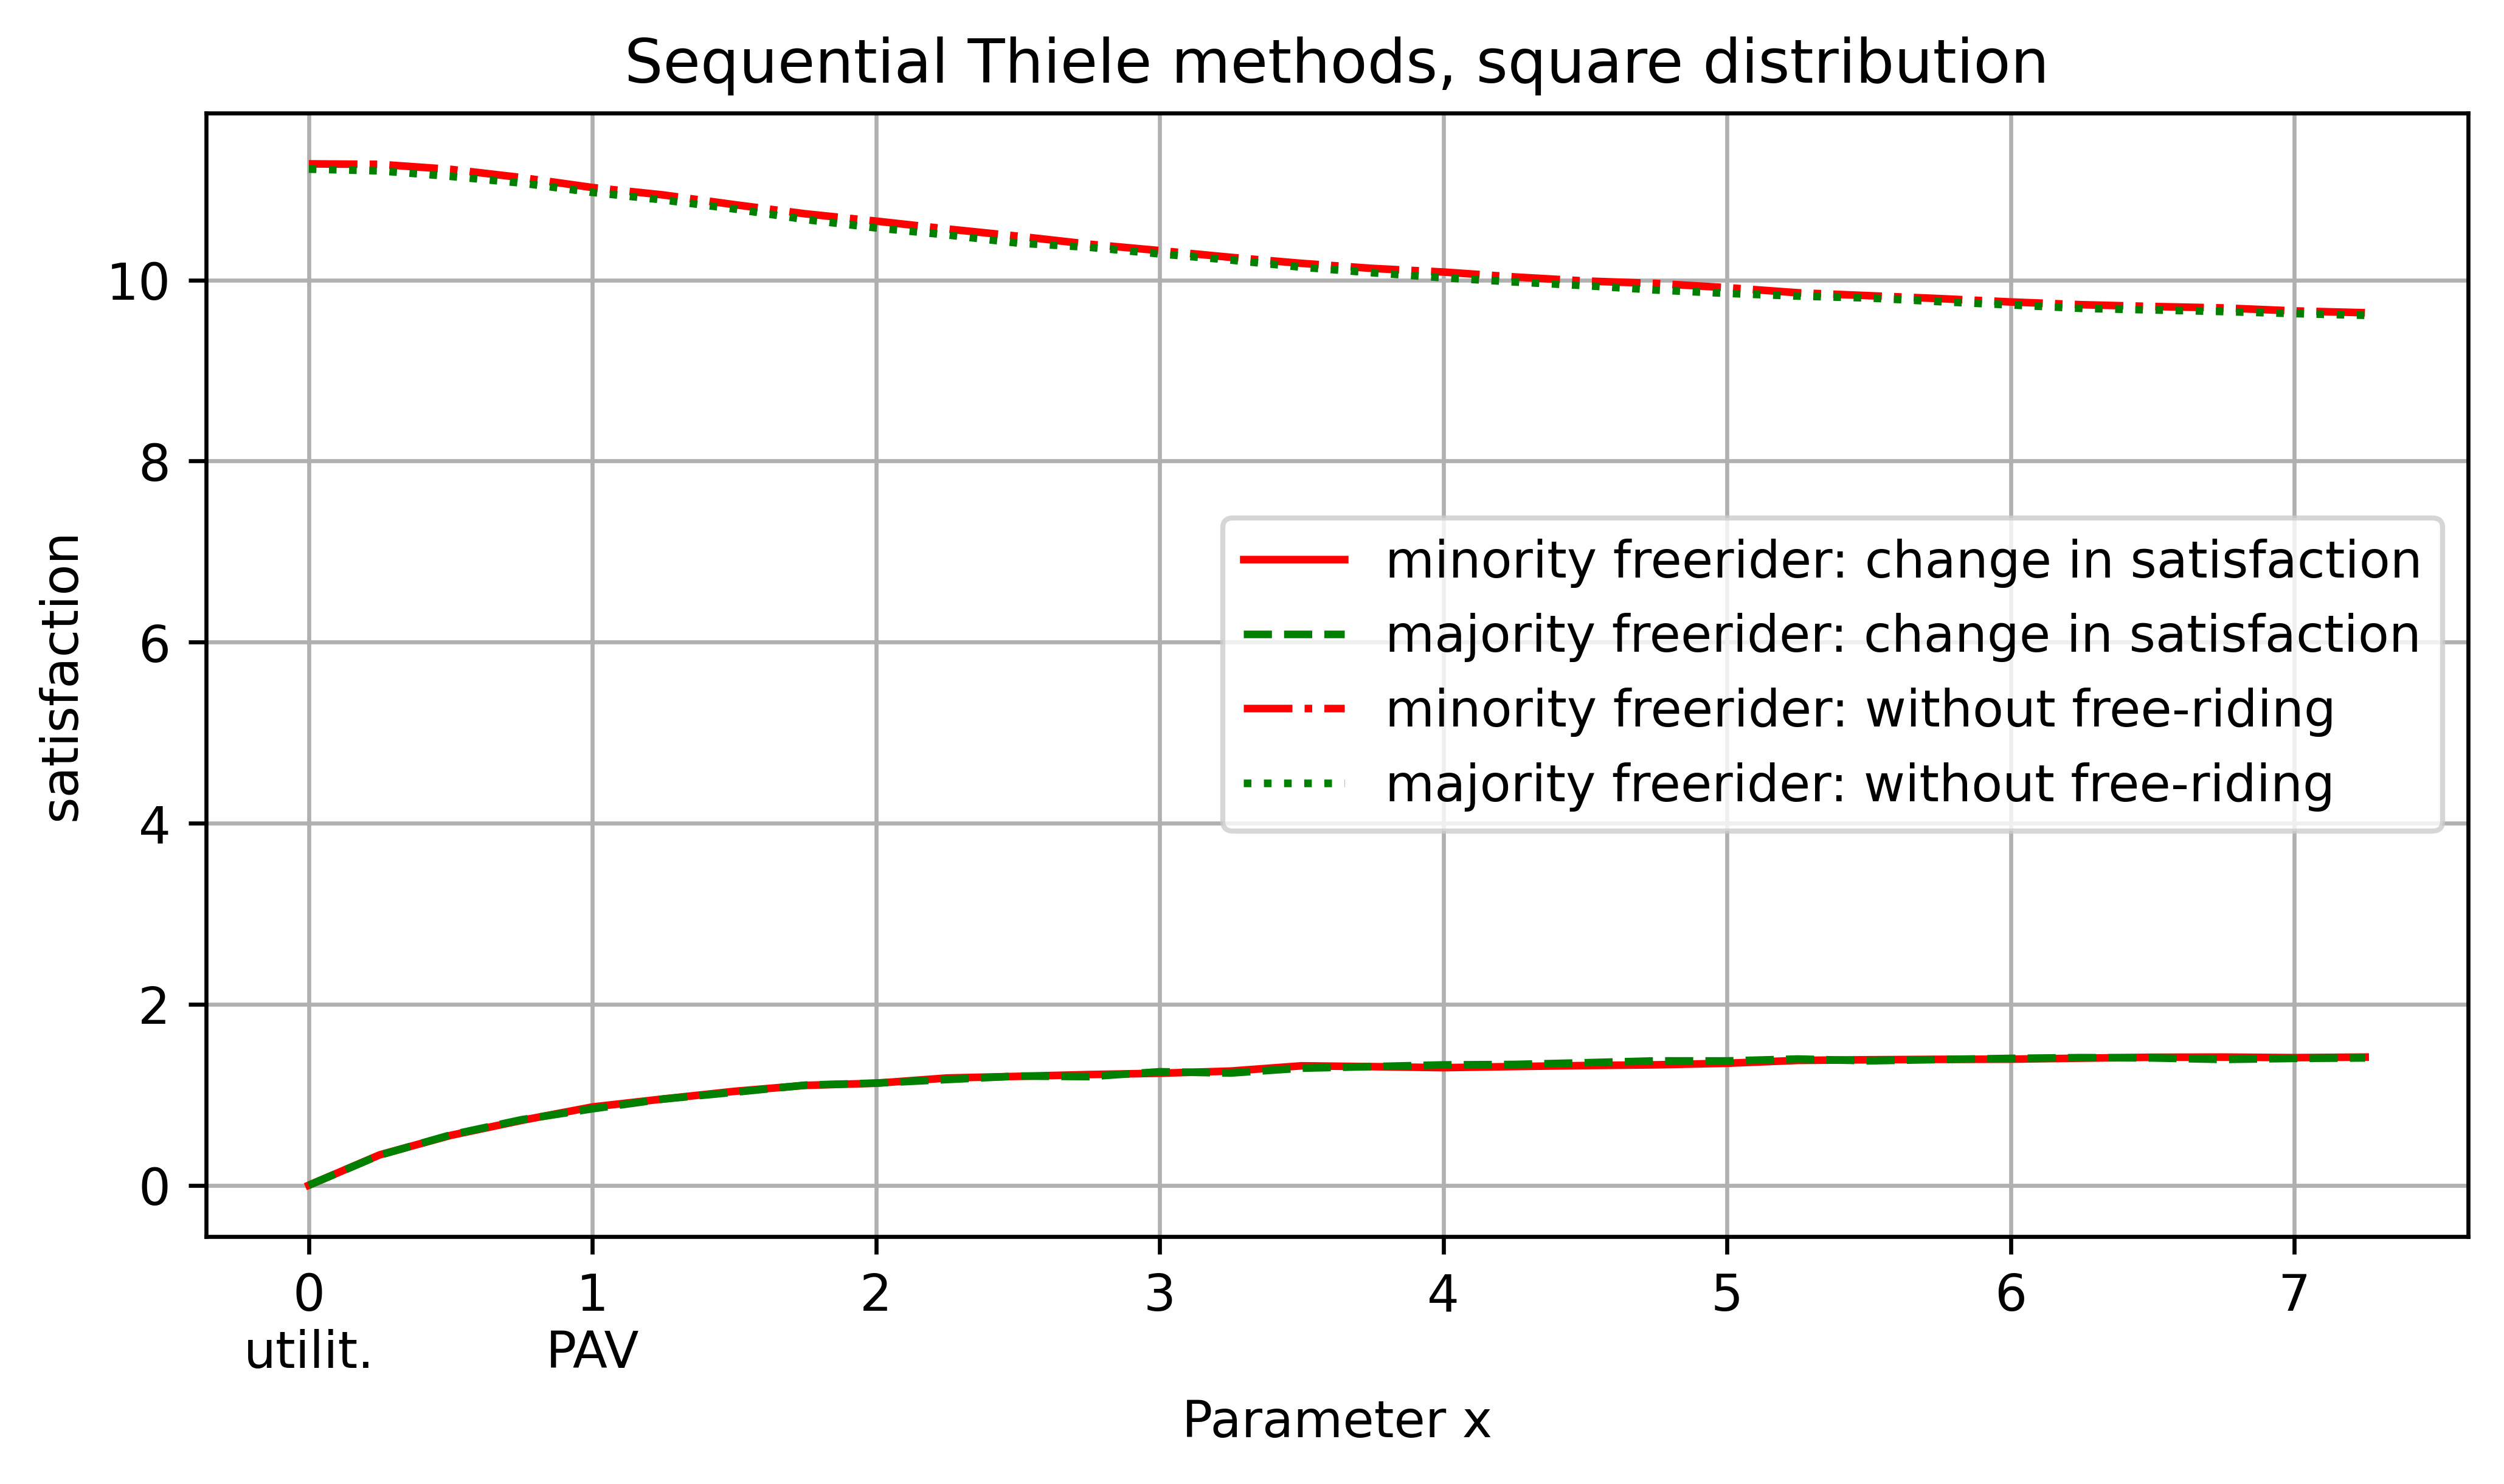 Sequential Thiele methods, square distribution
satisfaction
10
8
6
4
2
0
minority freerider: change in satisfaction
majority freerider: change in satisfaction
minority freerider: without free-riding
majority freerider: without free-riding
0 1 2 3 4 5 6 7
utilit. PAV
Parameter x